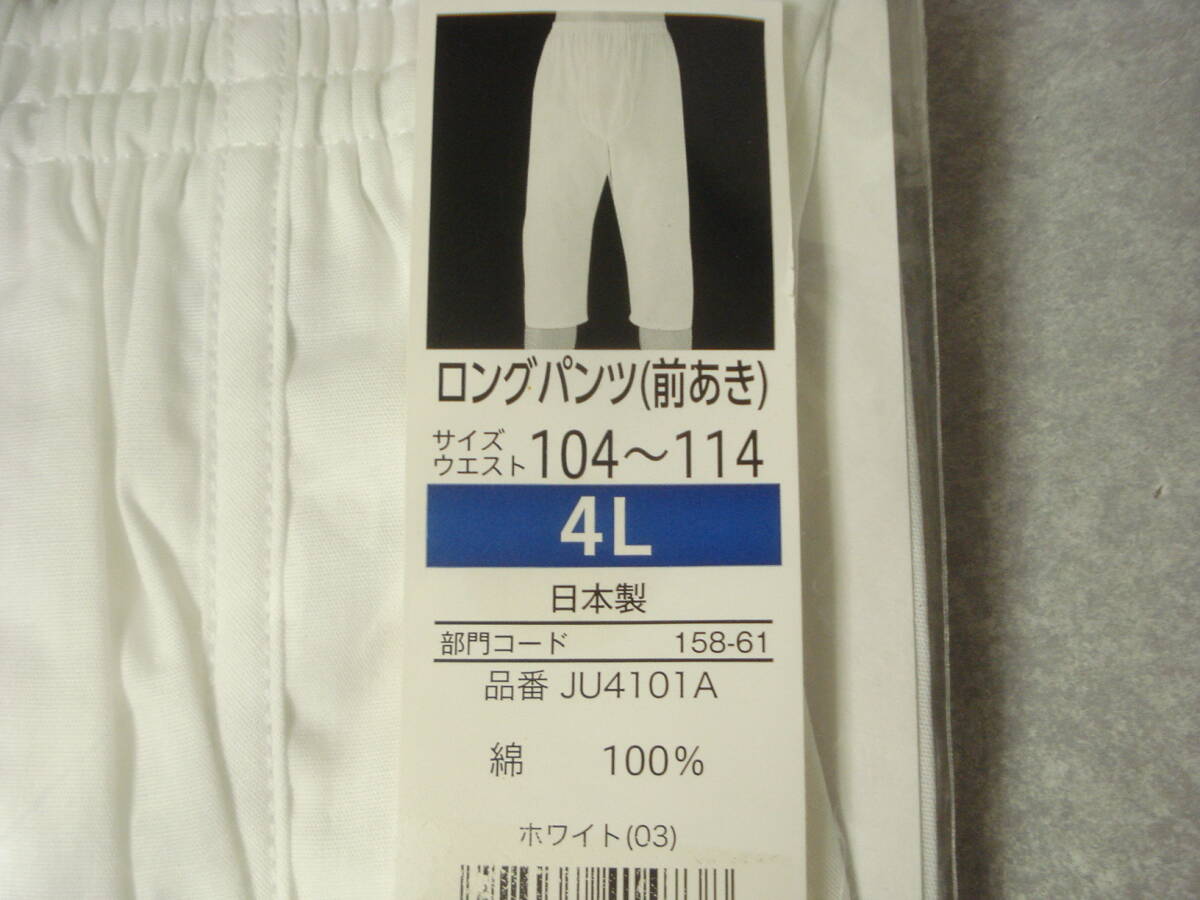 ロングパンツ(前あき)
サイズ
ウエスト 104～114
4L
日本製
部門コード 158-61
品番 JU4101A
綿 100%
ホワイト(03)